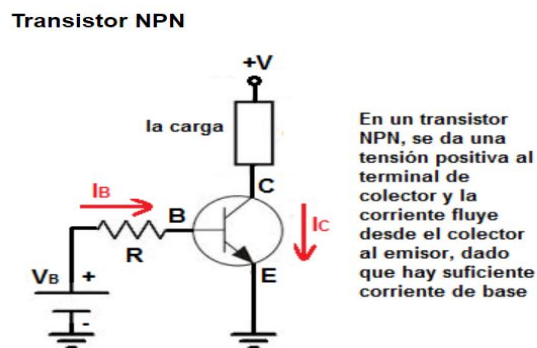 Transistor NPN
+V
la carga
C
IB
B
IC
R
E
VB
+
-
En un transistor
NPN, se da una
tensión positiva al
terminal de
colector y la
corriente fluye
desde el colector
al emisor, dado
que hay suficiente
corriente de base